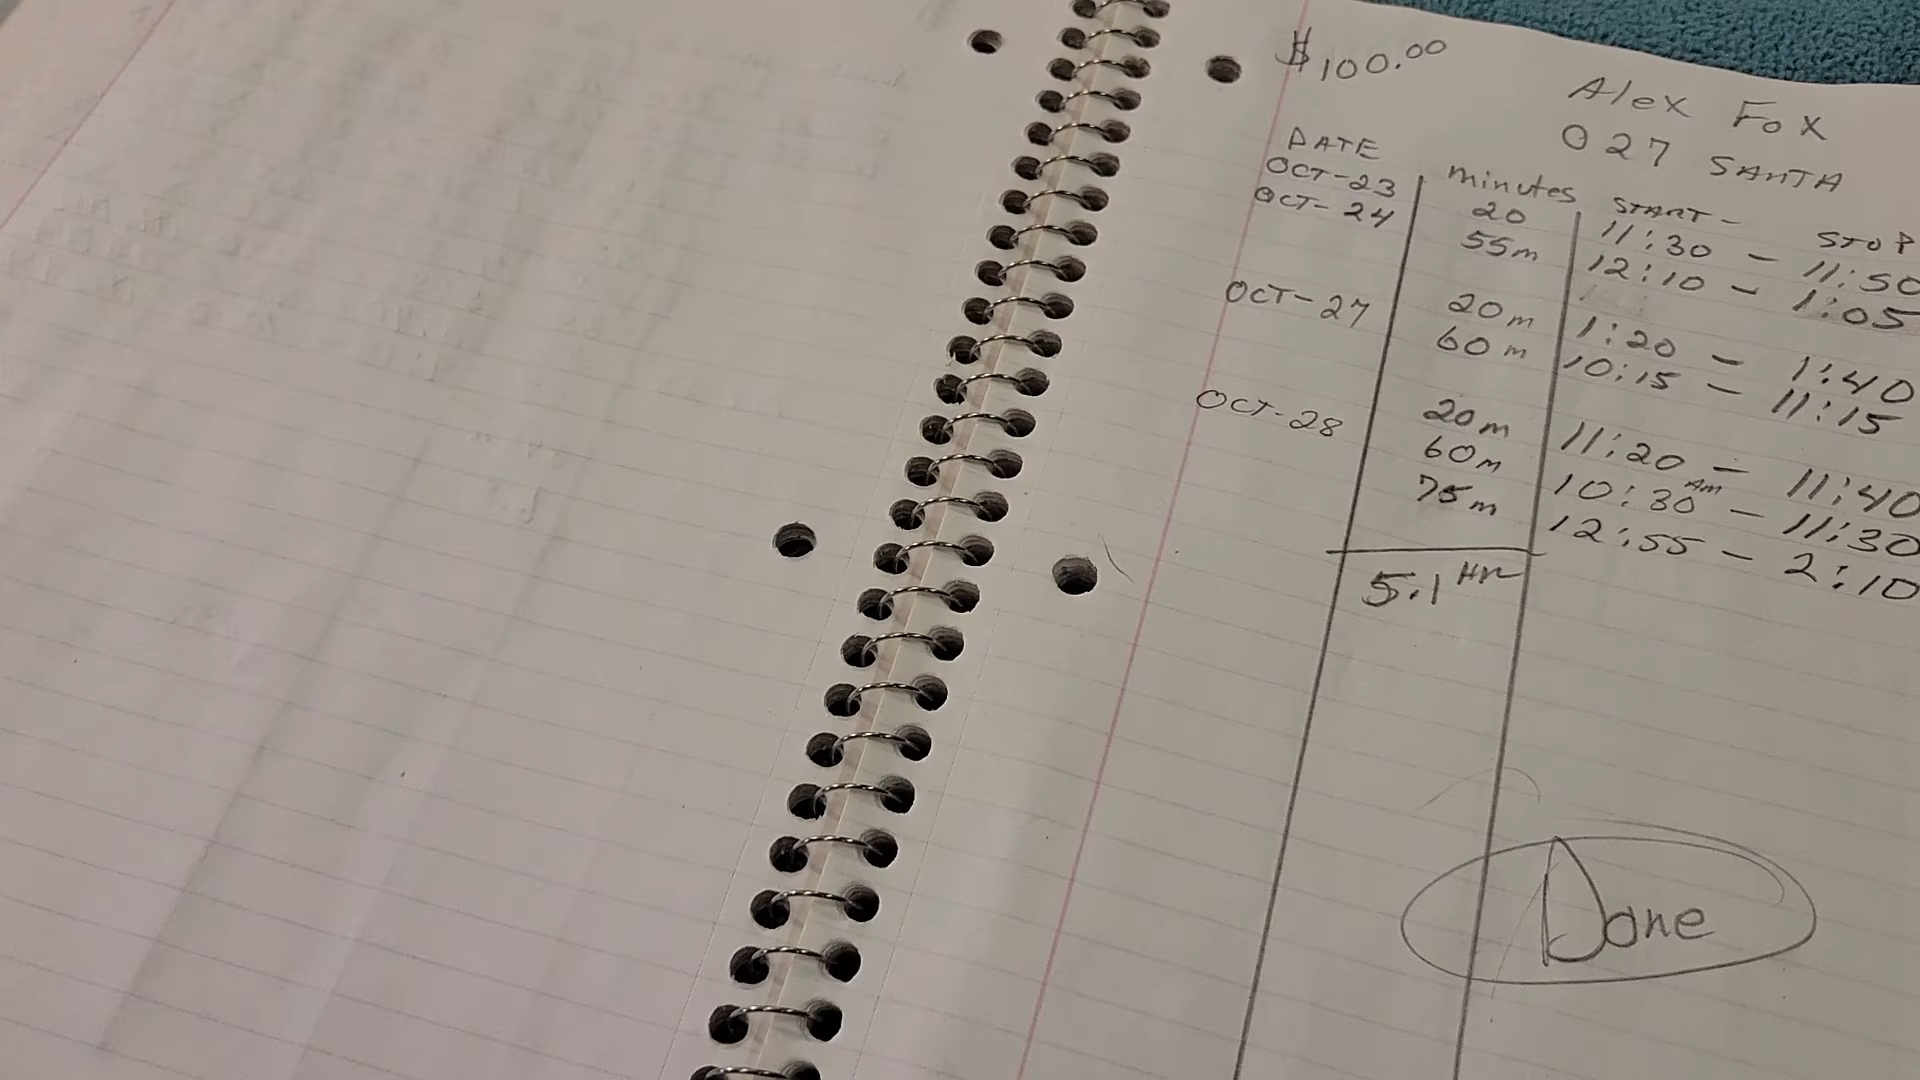 $100.00
Alex Fox
027 SANTA
DATE minutes START - STOP
OCT-23 20 11:30 - 11:50
OCT-24 55m 12:10 - 1:05
20m 1:20 - 1:40
OCT-27 60m 10:15 - 11:15
20m 11:20 - 11:40
OCT-28 60m 10:30 AM - 11:30
75m 12:55 - 2:10
5.1 HR
Done